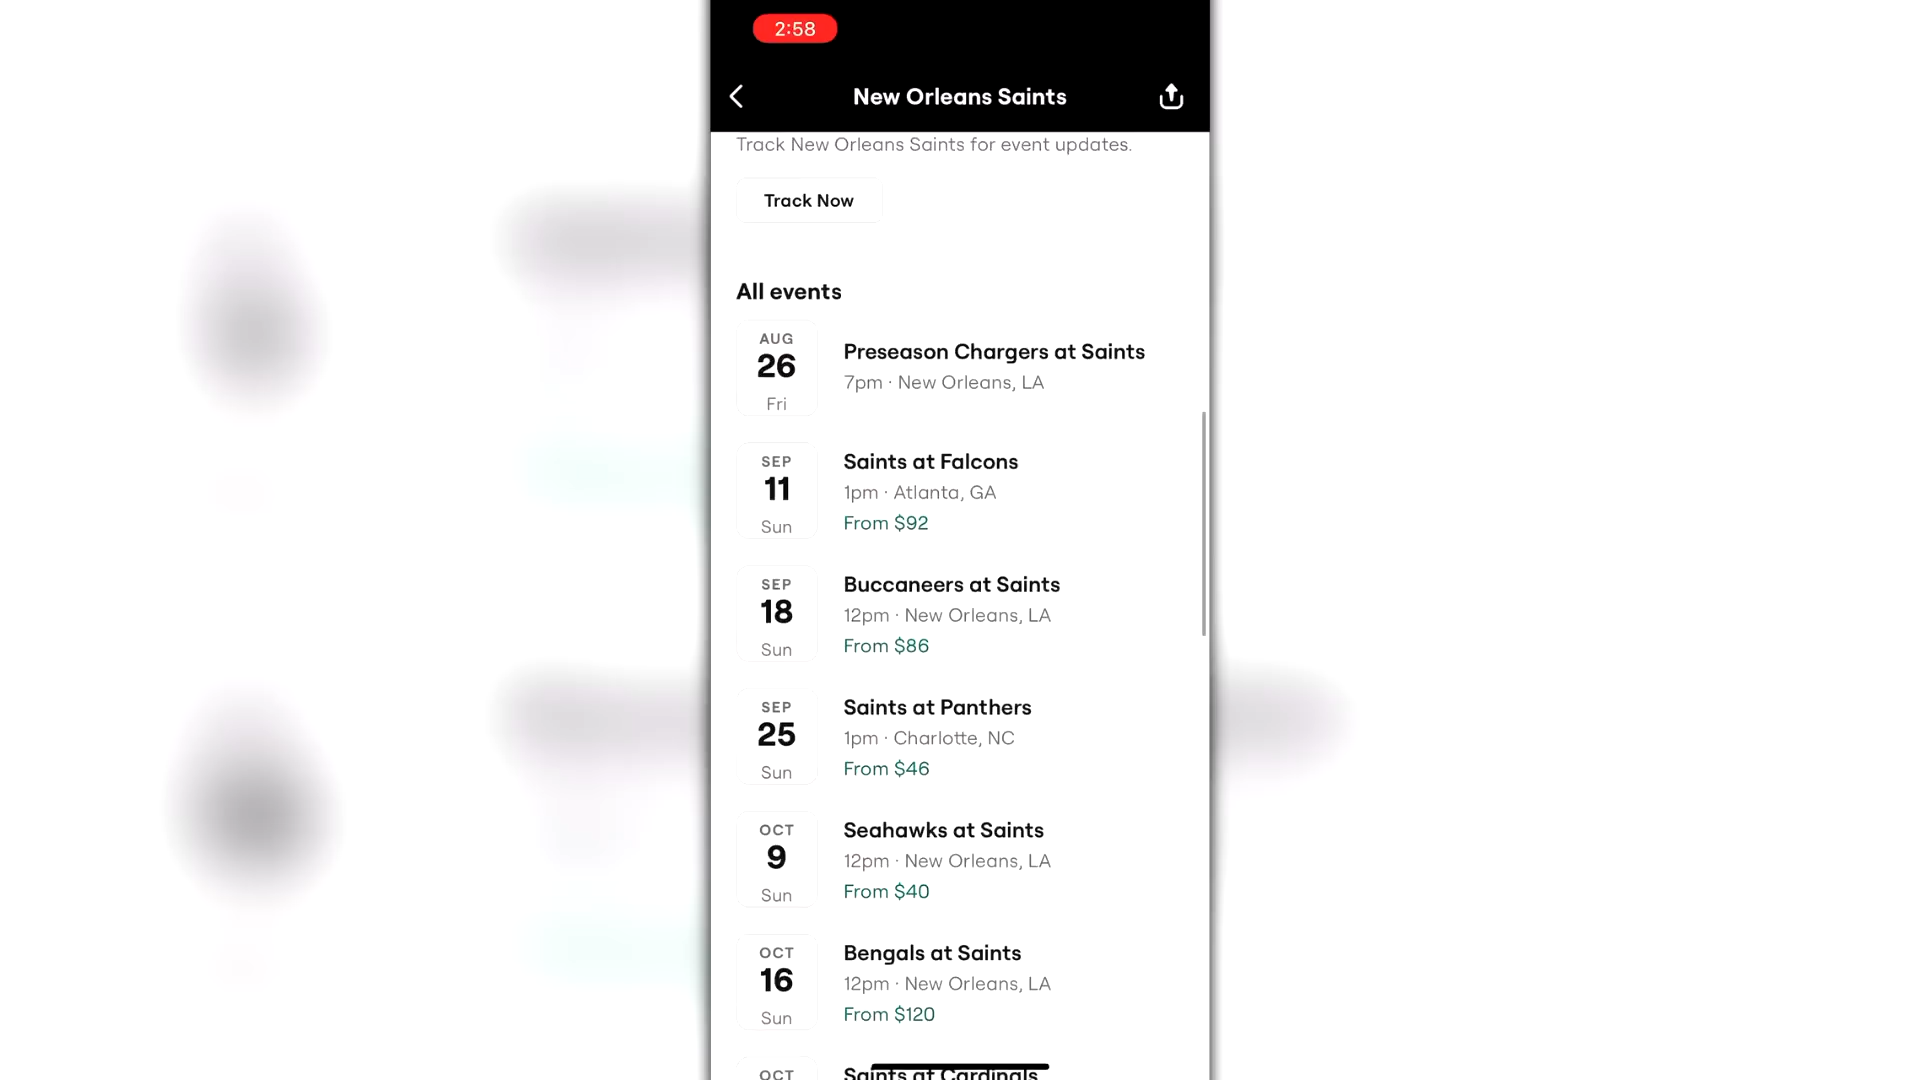 2:58
New Orleans Saints
Track New Orleans Saints for event updates.
Track Now
All events
AUG
26
Fri
Preseason Chargers at Saints
7pm · New Orleans, LA
SEP
11
Sun
Saints at Falcons
1pm · Atlanta, GA
From $92
SEP
18
Sun
Buccaneers at Saints
12pm · New Orleans, LA
From $86
SEP
25
Sun
Saints at Panthers
1pm · Charlotte, NC
From $46
OCT
9
Sun
Seahawks at Saints
12pm · New Orleans, LA
From $40
OCT
16
Sun
Bengals at Saints
12pm · New Orleans, LA
From $120
OCT
Saints at Cardinals